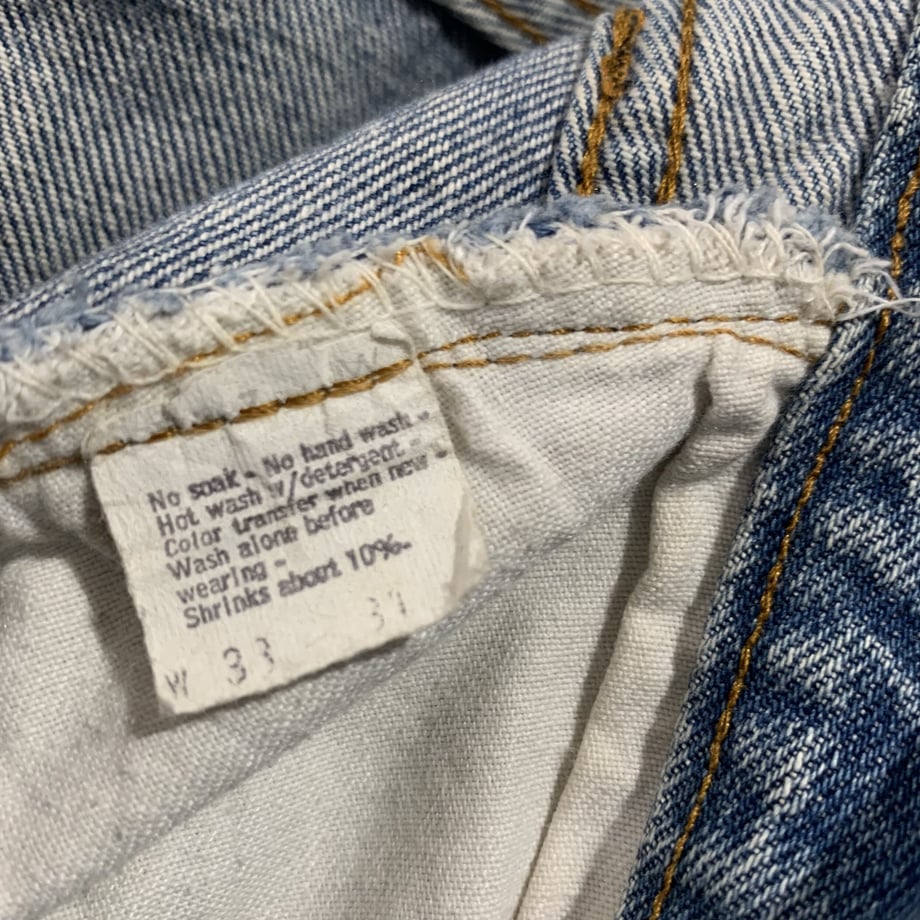 No soak - No hand wash -
Hot wash w/detergent -
Color transfer when new -
Wash alone before
wearing -
Shrinks about 10%-
W 33